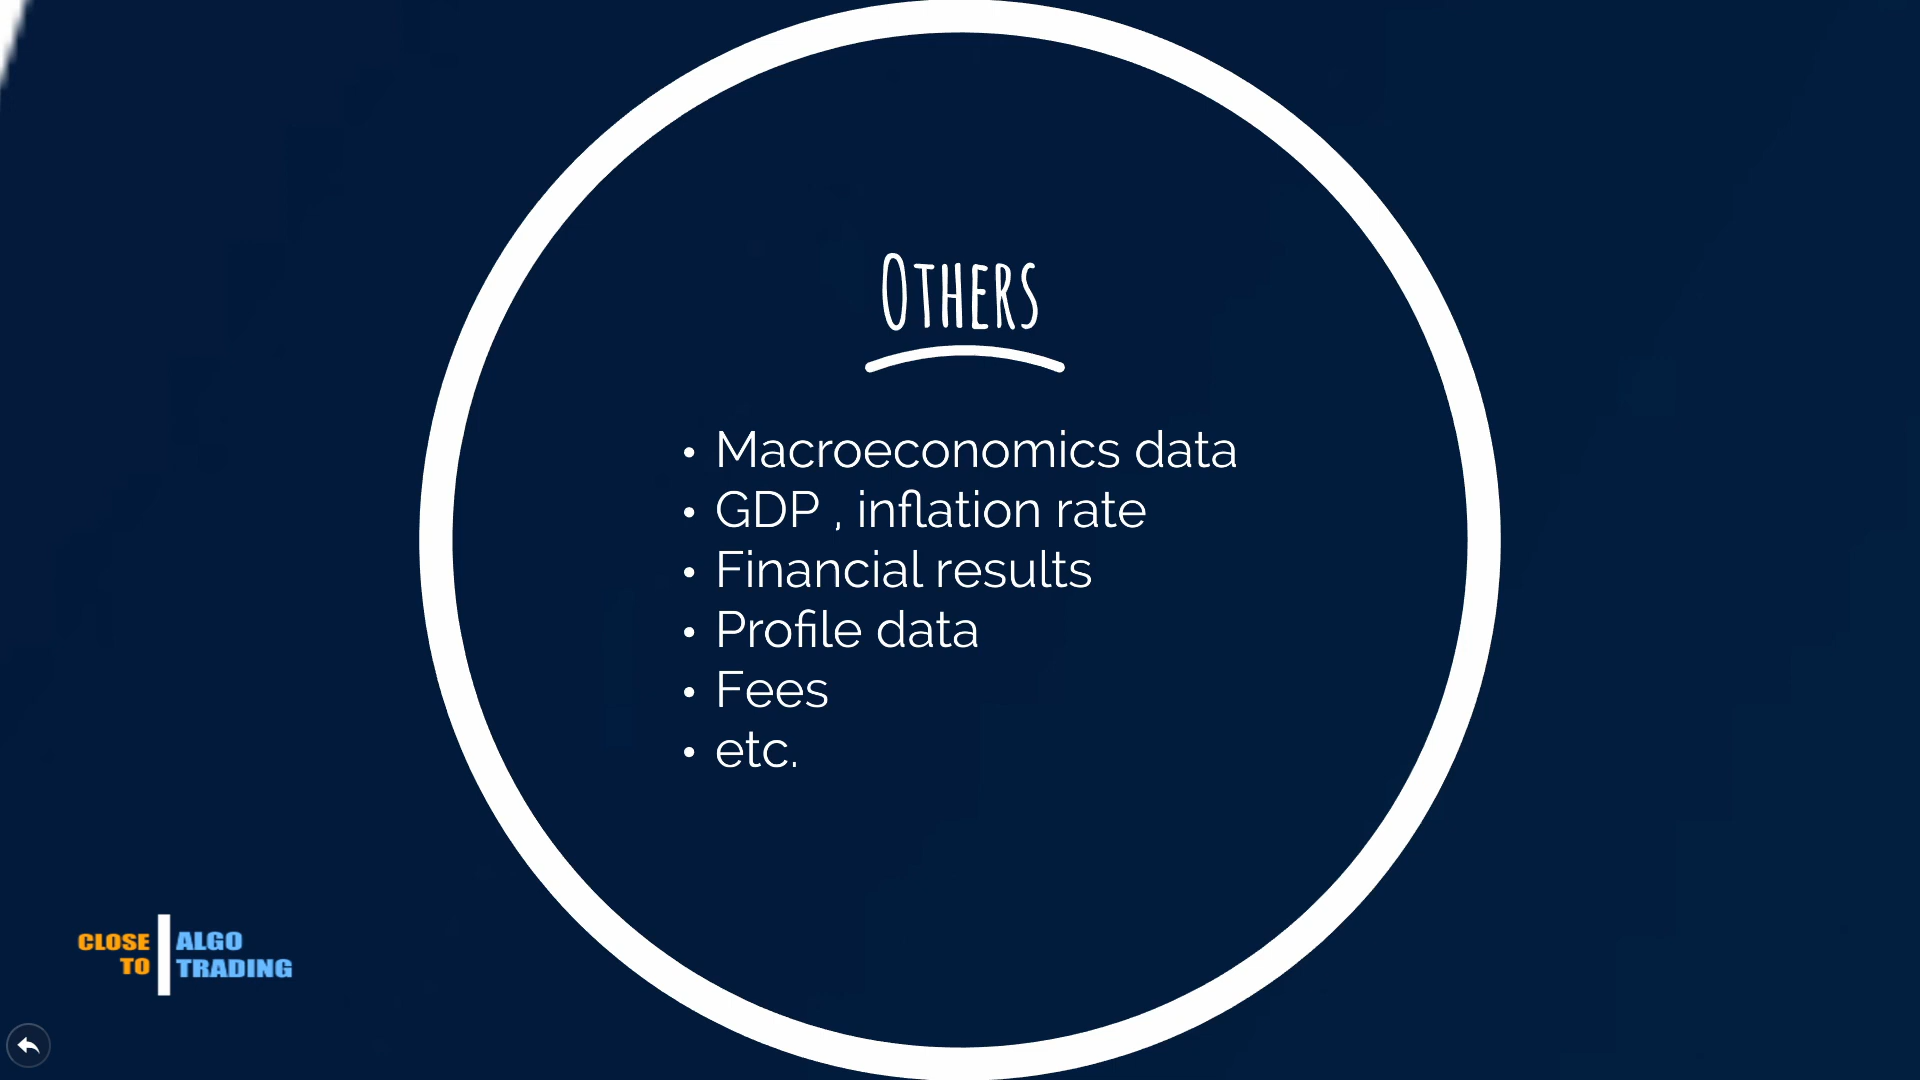 Others
• Macroeconomics data
• GDP , inflation rate
• Financial results
• Profile data
• Fees
• etc.
CLOSE TO
ALGO TRADING